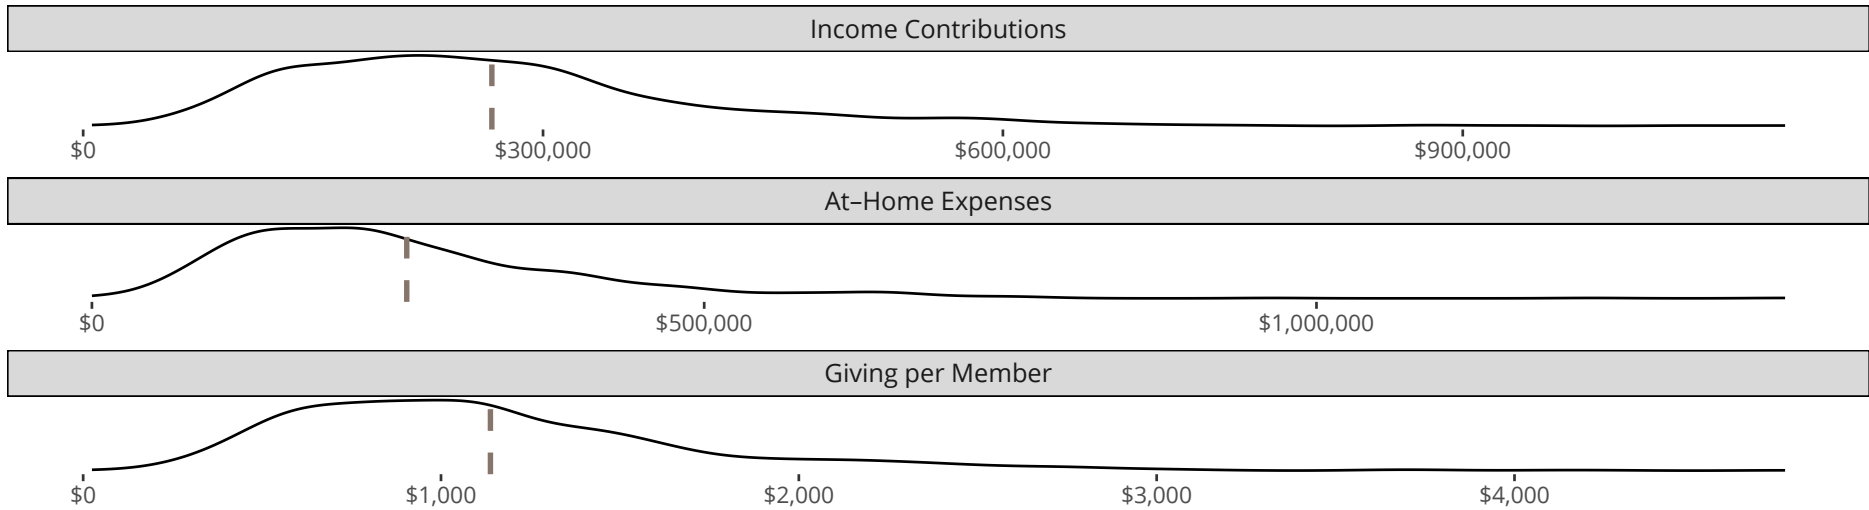 Income Contributions
$0 $300,000 $600,000 $900,000
At–Home Expenses
$0 $500,000 $1,000,000
Giving per Member
$0 $1,000 $2,000 $3,000 $4,000